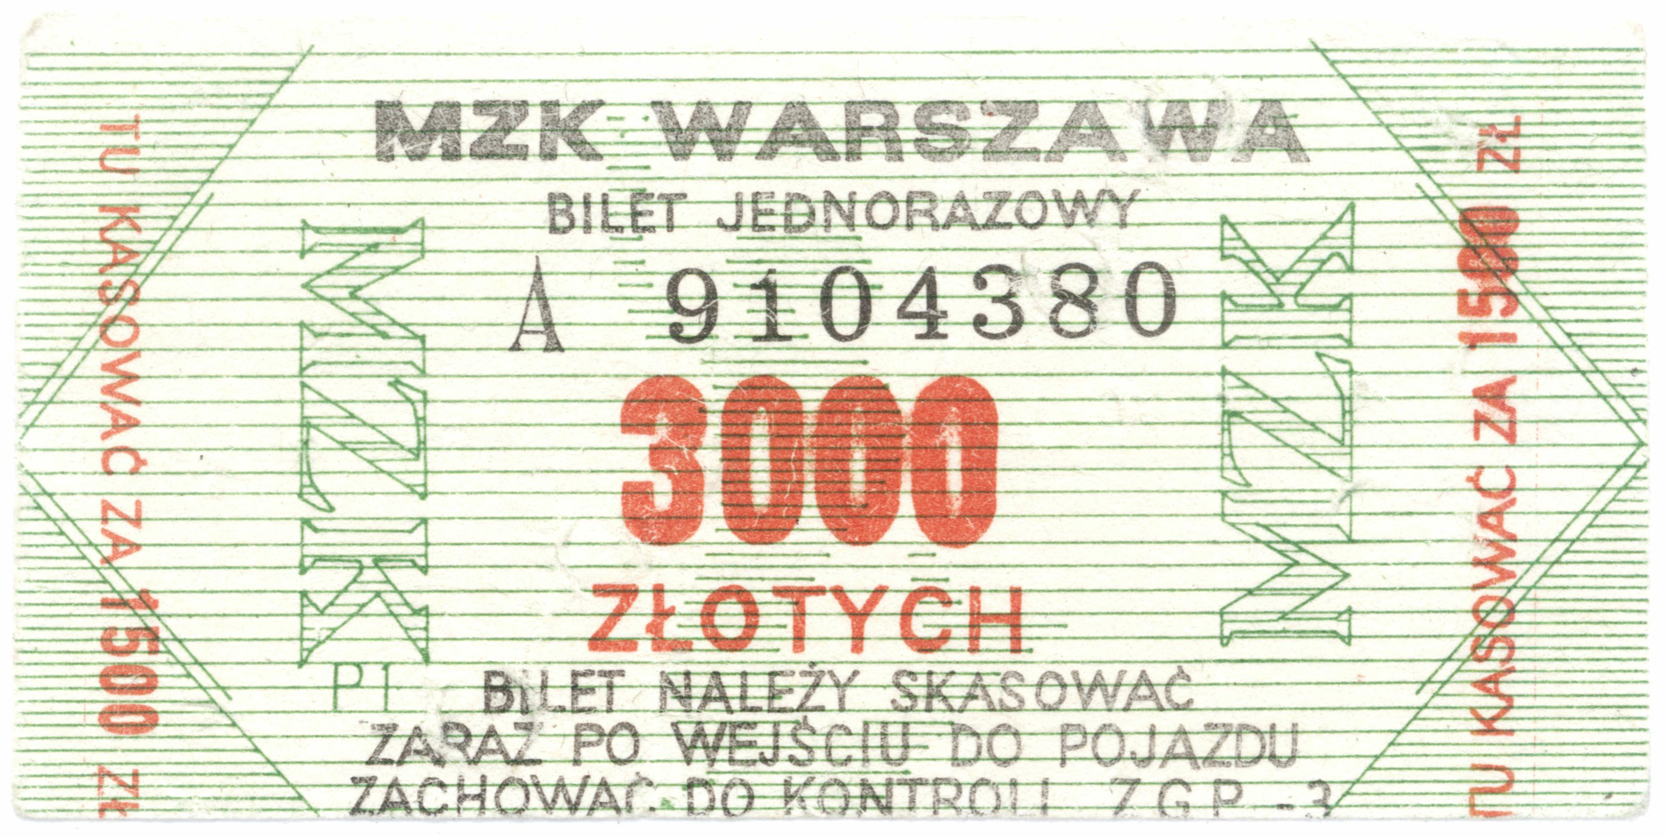 MZK WARSZAWA
BILET JEDNORAZOWY
A 9104380
3000
ZŁOTYCH
P1
BILET NALEŻY SKASOWAĆ
ZARAZ PO WEJŚCIU DO POJAZDU
ZACHOWAĆ DO KONTROLI ZGP-3
TU KASOWAĆ ZA 1500 ZŁ
MZK
MZK
TU KASOWAĆ ZA 1500 ZŁ